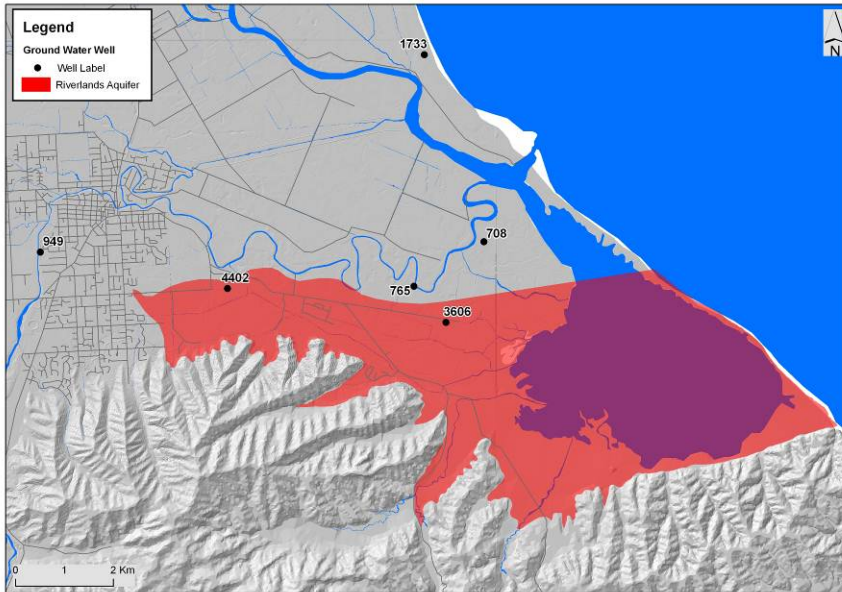 Legend
Ground Water Well
Well Label
Riverlands Aquifer
1733
N
949
708
4402
765
3606
0 1 2 Km